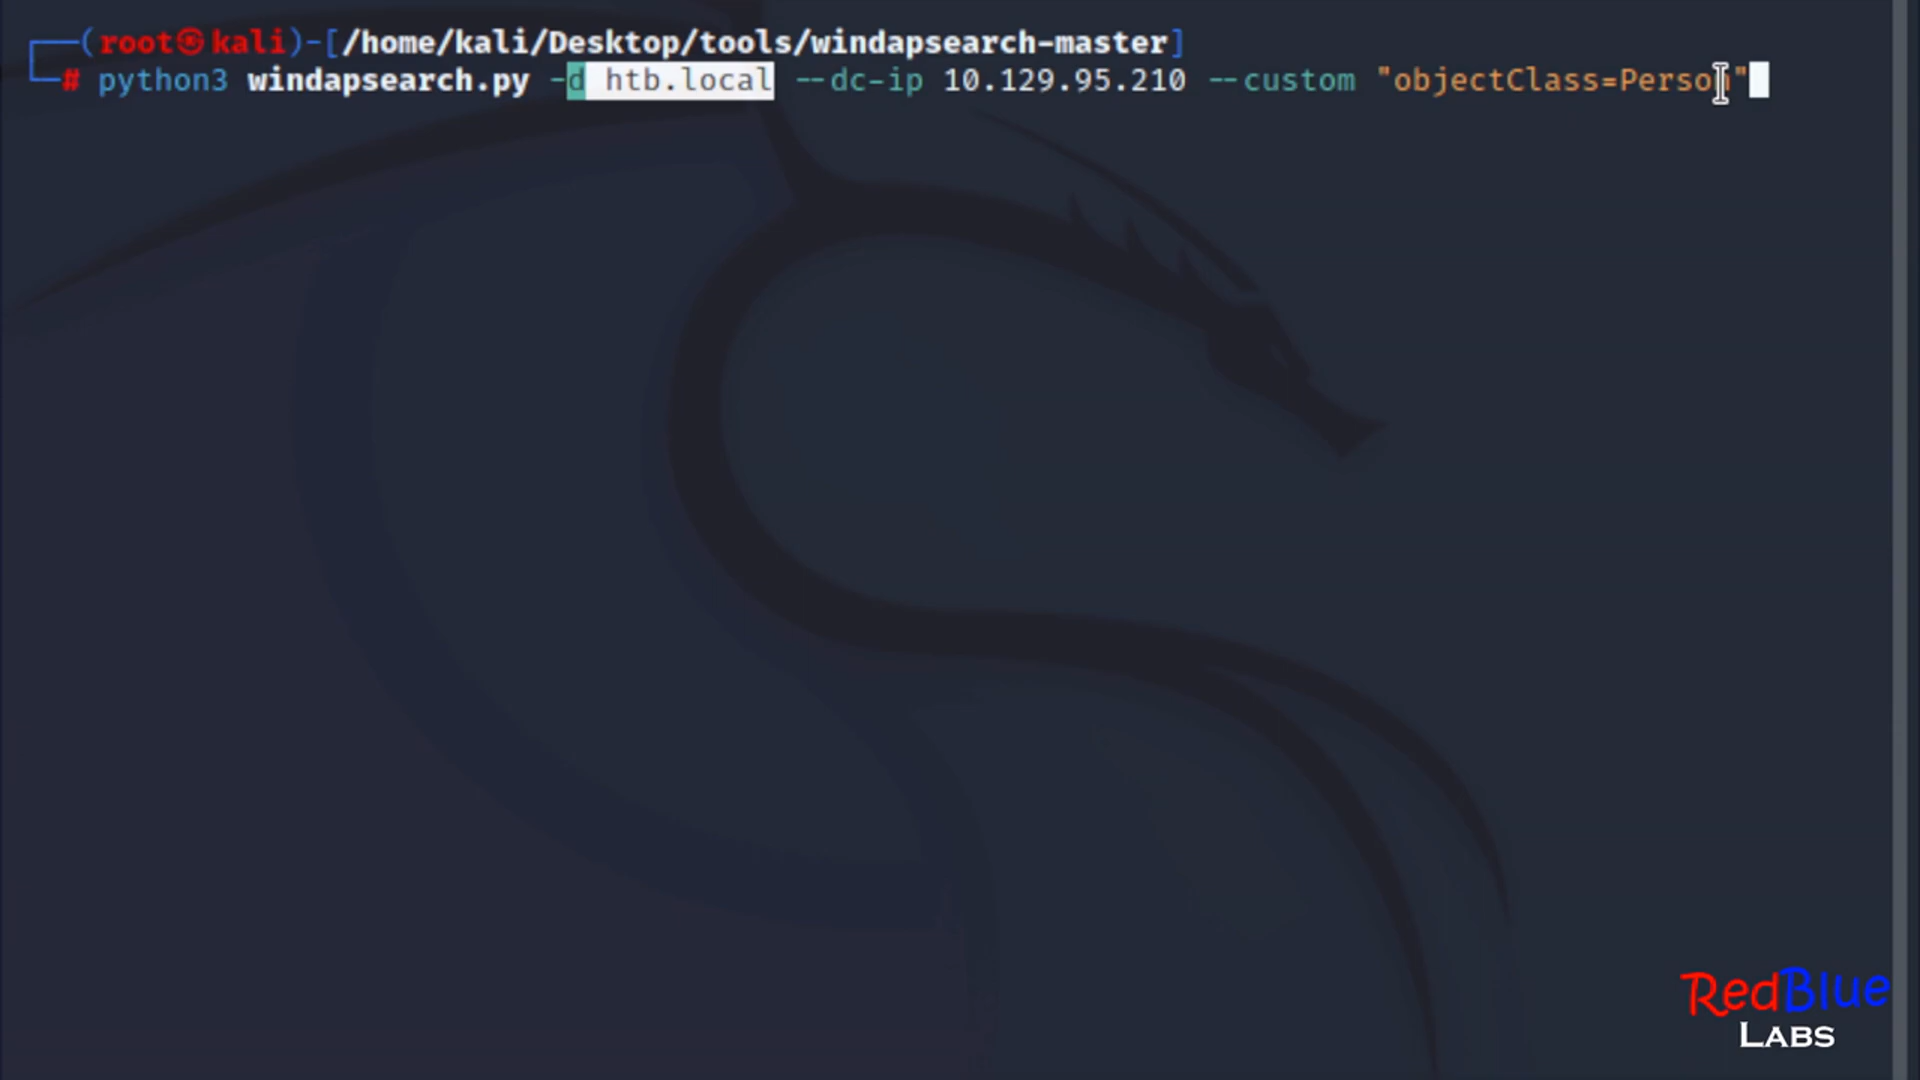 (root㉿kali)-[/home/kali/Desktop/tools/windapsearch-master]
# python3 windapsearch.py -d htb.local --dc-ip 10.129.95.210 --custom "objectClass=Person"
RedBlue
LABS